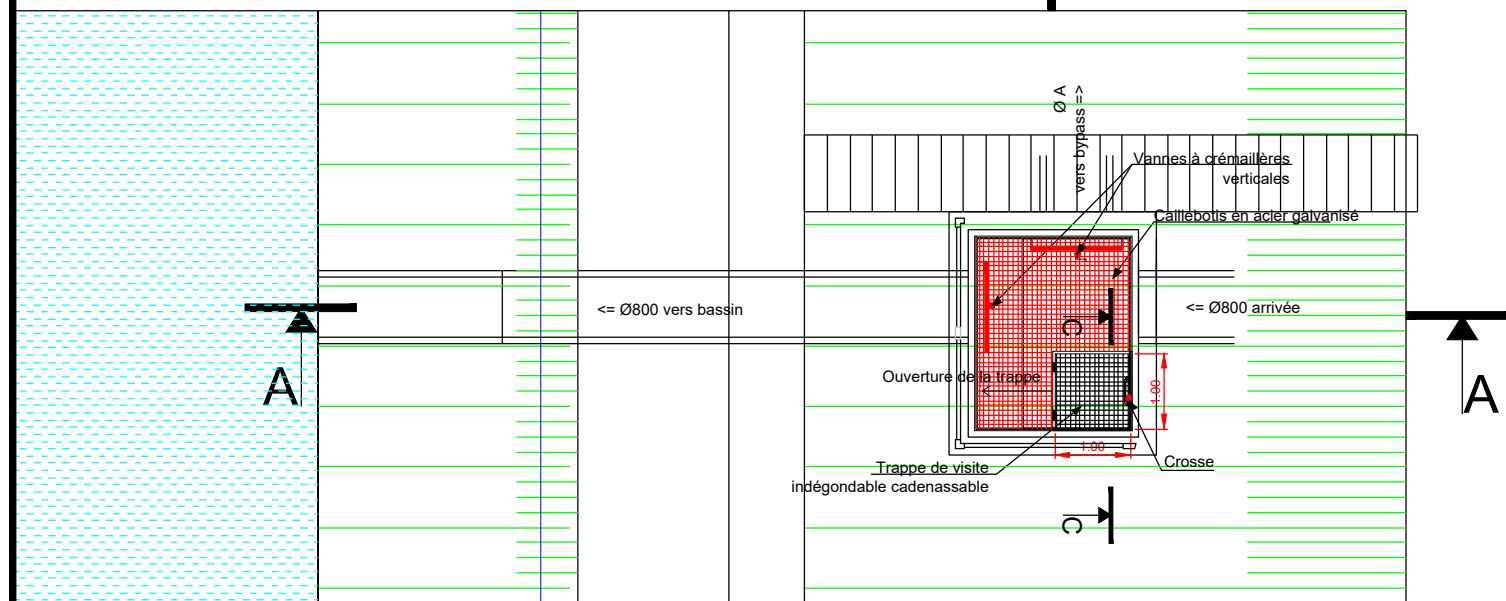 Ø A
vers bypass =>
Vannes à crémaillères
verticales
Caillebotis en acier galvanisé
<= Ø800 vers bassin
<= Ø800 arrivée
C
A
A
Ouverture de la trappe
1.00
1.00
Trappe de visite
indégondable cadenassable
Crosse
C